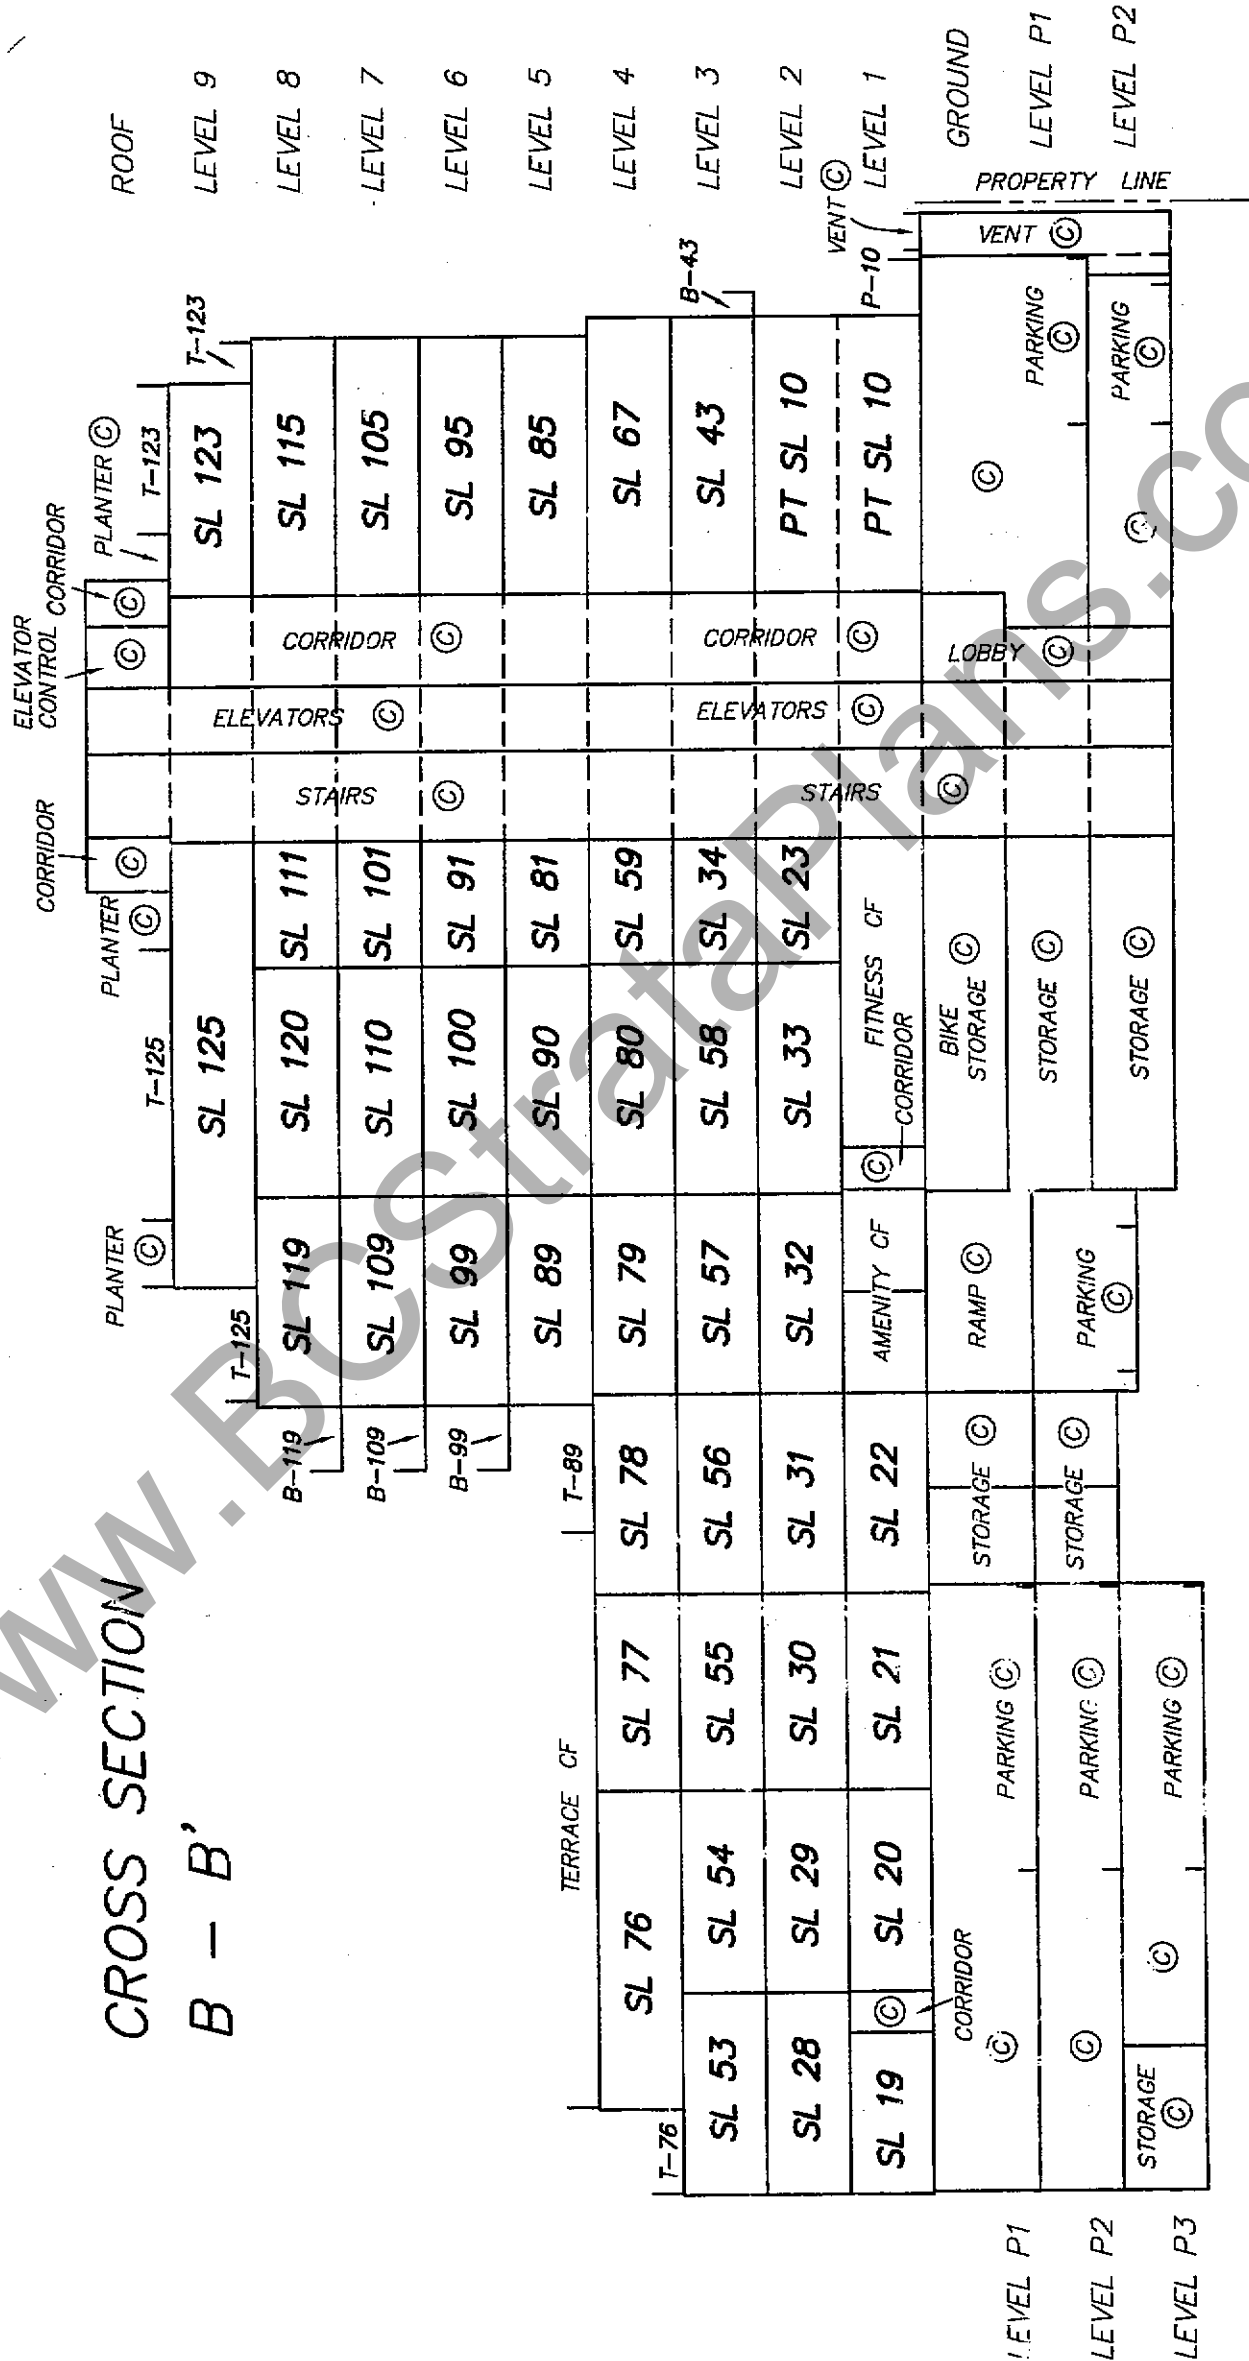 CROSS SECTION
B - B'
ELEVATOR
CONTROL
CORRIDOR
CORRIDOR
PLANTER Ⓒ
PLANTER
Ⓒ
PLANTER
Ⓒ
Ⓒ
Ⓒ
Ⓒ
T-125
T-123
ROOF
T-125
SL 125
SL 123
T-123
LEVEL 9
B-119
SL 119
SL 120
SL 111
SL 115
LEVEL 8
B-109
SL 109
SL 110
SL 101
SL 105
LEVEL 7
B-99
SL 99
SL 100
SL 91
SL 95
LEVEL 6
TERRACE CF
T-89
SL 89
SL 90
SL 81
SL 85
LEVEL 5
STAIRS Ⓒ
ELEVATORS Ⓒ
CORRIDOR Ⓒ
T-76
SL 76
SL 77
SL 78
SL 79
SL 80
SL 59
SL 67
LEVEL 4
SL 53
SL 54
SL 55
SL 56
SL 57
SL 58
SL 34
SL 43
B-43
LEVEL 3
SL 28
SL 29
SL 30
SL 31
SL 32
SL 33
SL 23
PT SL 10
LEVEL 2
STAIRS Ⓒ
ELEVATORS Ⓒ
CORRIDOR Ⓒ
SL 19
Ⓒ
SL 20
SL 21
SL 22
AMENITY CF
Ⓒ
FITNESS CF
CORRIDOR
PT SL 10
P-10
VENT Ⓒ
LEVEL 1
CORRIDOR
STORAGE Ⓒ
RAMP Ⓒ
BIKE
STORAGE Ⓒ
LOBBY Ⓒ
Ⓒ
VENT Ⓒ
PROPERTY LINE
GROUND
LEVEL P1
Ⓒ
PARKING Ⓒ
STORAGE Ⓒ
PARKING
Ⓒ
STORAGE Ⓒ
PARKING
Ⓒ
LEVEL P1
LEVEL P2
Ⓒ
PARKING Ⓒ
STORAGE Ⓒ
Ⓒ
PARKING
Ⓒ
LEVEL P2
LEVEL P3
STORAGE
Ⓒ
Ⓒ
PARKING Ⓒ
www.BCStrataPlans.co